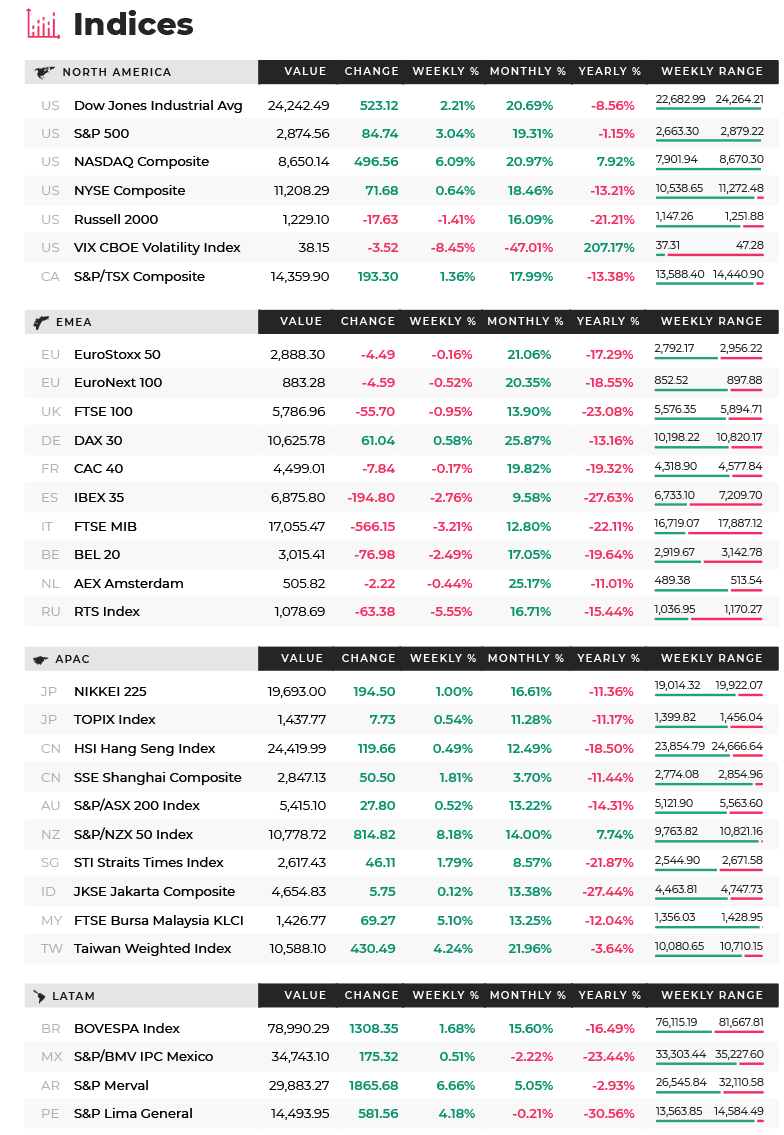 Indices
NORTH AMERICA VALUE CHANGE WEEKLY % MONTHLY % YEARLY % WEEKLY RANGE
US Dow Jones Industrial Avg 24,242.49 523.12 2.21% 20.69% -8.56% 22,682.99 24,264.21
US S&P 500 2,874.56 84.74 3.04% 19.31% -1.15% 2,663.30 2,879.22
US NASDAQ Composite 8,650.14 496.56 6.09% 20.97% 7.92% 7,901.94 8,670.30
US NYSE Composite 11,208.29 71.68 0.64% 18.46% -13.21% 10,538.65 11,272.48
US Russell 2000 1,229.10 -17.63 -1.41% 16.09% -21.21% 1,147.26 1,251.88
US VIX CBOE Volatility Index 38.15 -3.52 -8.45% -47.01% 207.17% 37.31 47.28
CA S&P/TSX Composite 14,359.90 193.30 1.36% 17.99% -13.38% 13,588.40 14,440.90
EMEA VALUE CHANGE WEEKLY % MONTHLY % YEARLY % WEEKLY RANGE
EU EuroStoxx 50 2,888.30 -4.49 -0.16% 21.06% -17.29% 2,792.17 2,956.22
EU EuroNext 100 883.28 -4.59 -0.52% 20.35% -18.55% 852.52 897.88
UK FTSE 100 5,786.96 -55.70 -0.95% 13.90% -23.08% 5,576.35 5,894.71
DE DAX 30 10,625.78 61.04 0.58% 25.87% -13.16% 10,198.22 10,820.17
FR CAC 40 4,499.01 -7.84 -0.17% 19.82% -19.32% 4,318.90 4,577.84
ES IBEX 35 6,875.80 -194.80 -2.76% 9.58% -27.63% 6,733.10 7,209.70
IT FTSE MIB 17,055.47 -566.15 -3.21% 12.80% -22.11% 16,719.07 17,887.12
BE BEL 20 3,015.41 -76.98 -2.49% 17.05% -19.64% 2,919.67 3,142.78
NL AEX Amsterdam 505.82 -2.22 -0.44% 25.17% -11.01% 489.38 513.54
RU RTS Index 1,078.69 -63.38 -5.55% 16.71% -15.44% 1,036.95 1,170.27
APAC VALUE CHANGE WEEKLY % MONTHLY % YEARLY % WEEKLY RANGE
JP NIKKEI 225 19,693.00 194.50 1.00% 16.61% -11.36% 19,014.32 19,922.07
JP TOPIX Index 1,437.77 7.73 0.54% 11.28% -11.17% 1,399.82 1,456.04
CN HSI Hang Seng Index 24,419.99 119.66 0.49% 12.49% -18.50% 23,854.79 24,666.64
CN SSE Shanghai Composite 2,847.13 50.50 1.81% 3.70% -11.44% 2,774.08 2,854.96
AU S&P/ASX 200 Index 5,415.10 27.80 0.52% 13.22% -14.31% 5,121.90 5,563.60
NZ S&P/NZX 50 Index 10,778.72 814.82 8.18% 14.00% 7.74% 9,763.82 10,821.16
SG STI Straits Times Index 2,617.43 46.11 1.79% 8.57% -21.87% 2,544.90 2,671.58
ID JKSE Jakarta Composite 4,654.83 5.75 0.12% 13.38% -27.44% 4,463.81 4,747.73
MY FTSE Bursa Malaysia KLCI 1,426.77 69.27 5.10% 13.25% -12.04% 1,356.03 1,428.95
TW Taiwan Weighted Index 10,588.10 430.49 4.24% 21.96% -3.64% 10,080.65 10,710.15
LATAM VALUE CHANGE WEEKLY % MONTHLY % YEARLY % WEEKLY RANGE
BR BOVESPA Index 78,990.29 1308.35 1.68% 15.60% -16.49% 76,115.19 81,667.81
MX S&P/BMV IPC Mexico 34,743.10 175.32 0.51% -2.22% -23.44% 33,303.44 35,227.60
AR S&P Merval 29,883.27 1865.68 6.66% 5.05% -2.93% 26,545.84 32,110.58
PE S&P Lima General 14,493.95 581.56 4.18% -0.21% -30.56% 13,563.85 14,584.49